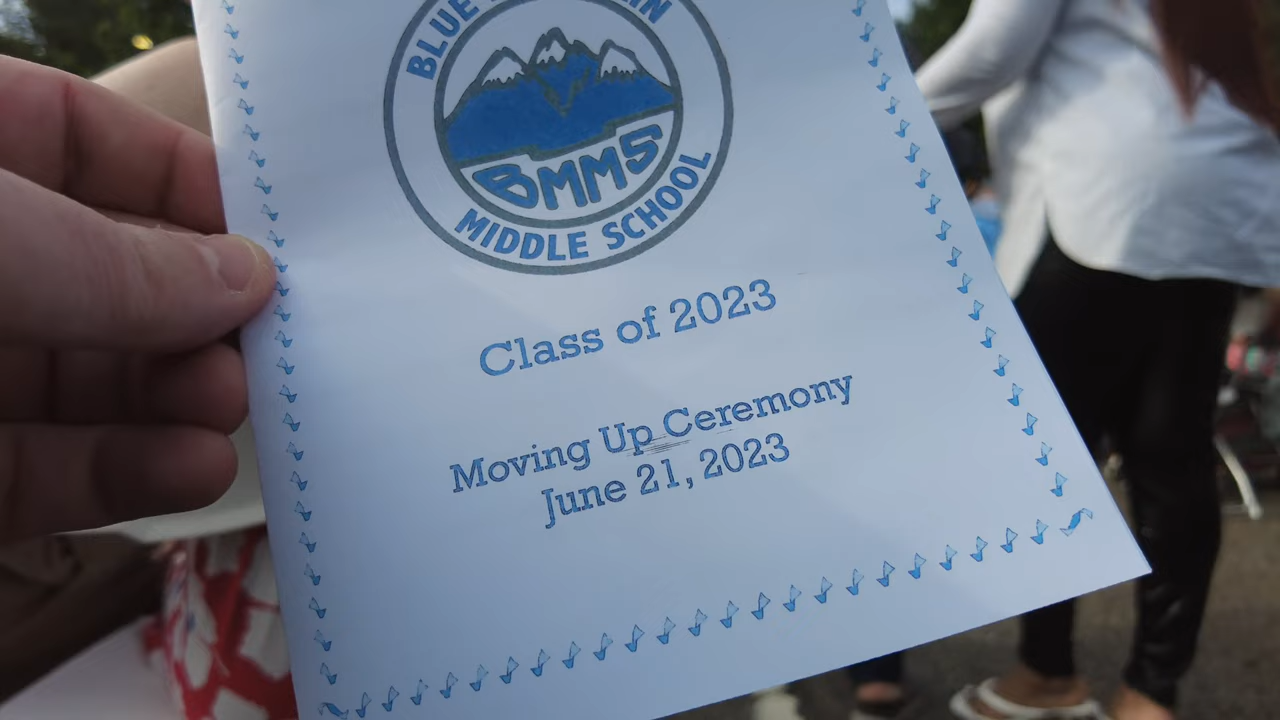 BLUE
BMMS
MIDDLE SCHOOL
Class of 2023
Moving Up Ceremony
June 21, 2023